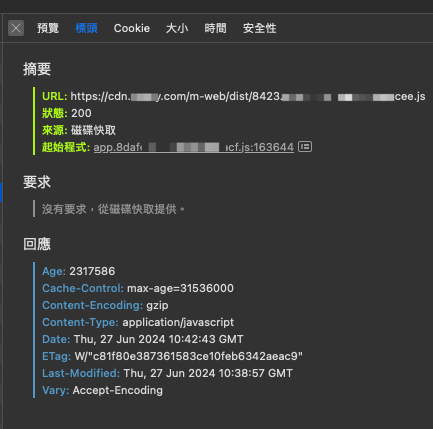 預覽 標頭 Cookie 大小 時間 安全性
摘要
URL: https://cdn. y.com/m-web/dist/8423. cee.js
狀態: 200
來源: 磁碟快取
起始程式: app.8daf cf.js:163644
要求
沒有要求，從磁碟快取提供。
回應
Age: 2317586
Cache-Control: max-age=31536000
Content-Encoding: gzip
Content-Type: application/javascript
Date: Thu, 27 Jun 2024 10:42:43 GMT
ETag: W/"c81f80e387361583ce10feb6342aeac9"
Last-Modified: Thu, 27 Jun 2024 10:38:57 GMT
Vary: Accept-Encoding